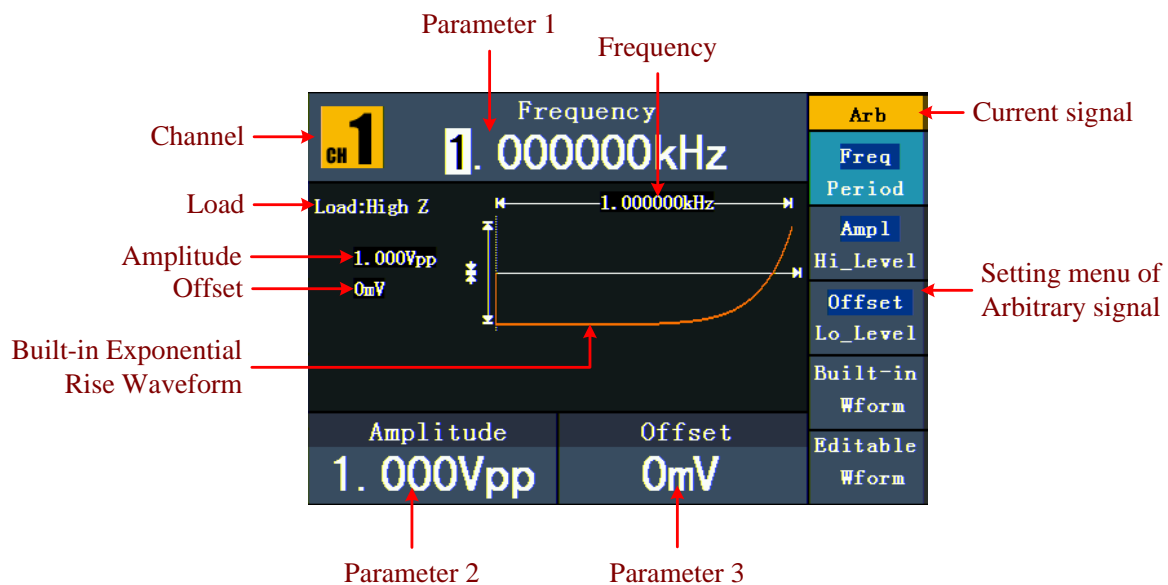 Parameter 1
Frequency
Channel
CH 1
Frequency
1.000000kHz
Arb
Current signal
Freq
Period
Load
Load:High Z
1.000000kHz
Ampl
Hi_Level
Amplitude
1.000Vpp
Offset
0mV
Offset
Lo_Level
Setting menu of
Arbitrary signal
Built-in Exponential
Rise Waveform
Built-in
Wform
Amplitude
1.000Vpp
Offset
0mV
Editable
Wform
Parameter 2
Parameter 3